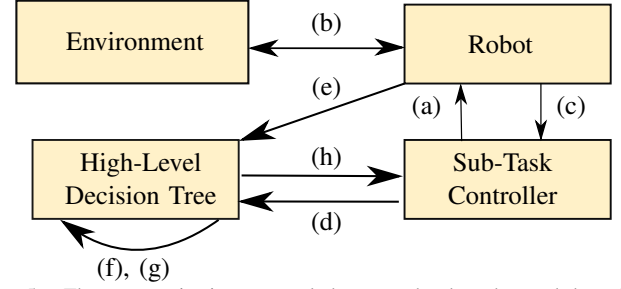 Environment
(b)
Robot
(e)
(a)
(c)
High-Level
Decision Tree
(h)
Sub-Task
Controller
(d)
(f), (g)